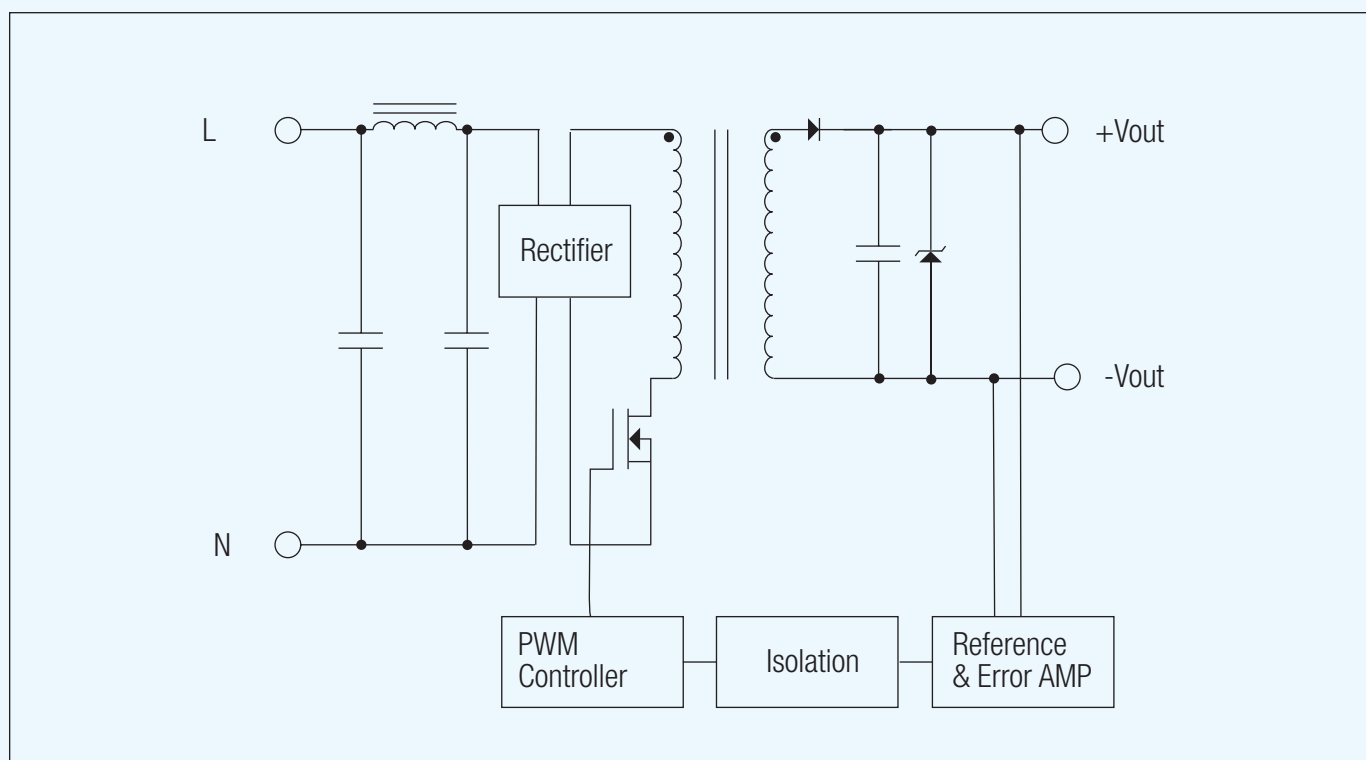 L
+Vout
Rectifier
-Vout
N
PWM
Controller
Isolation
Reference
& Error AMP